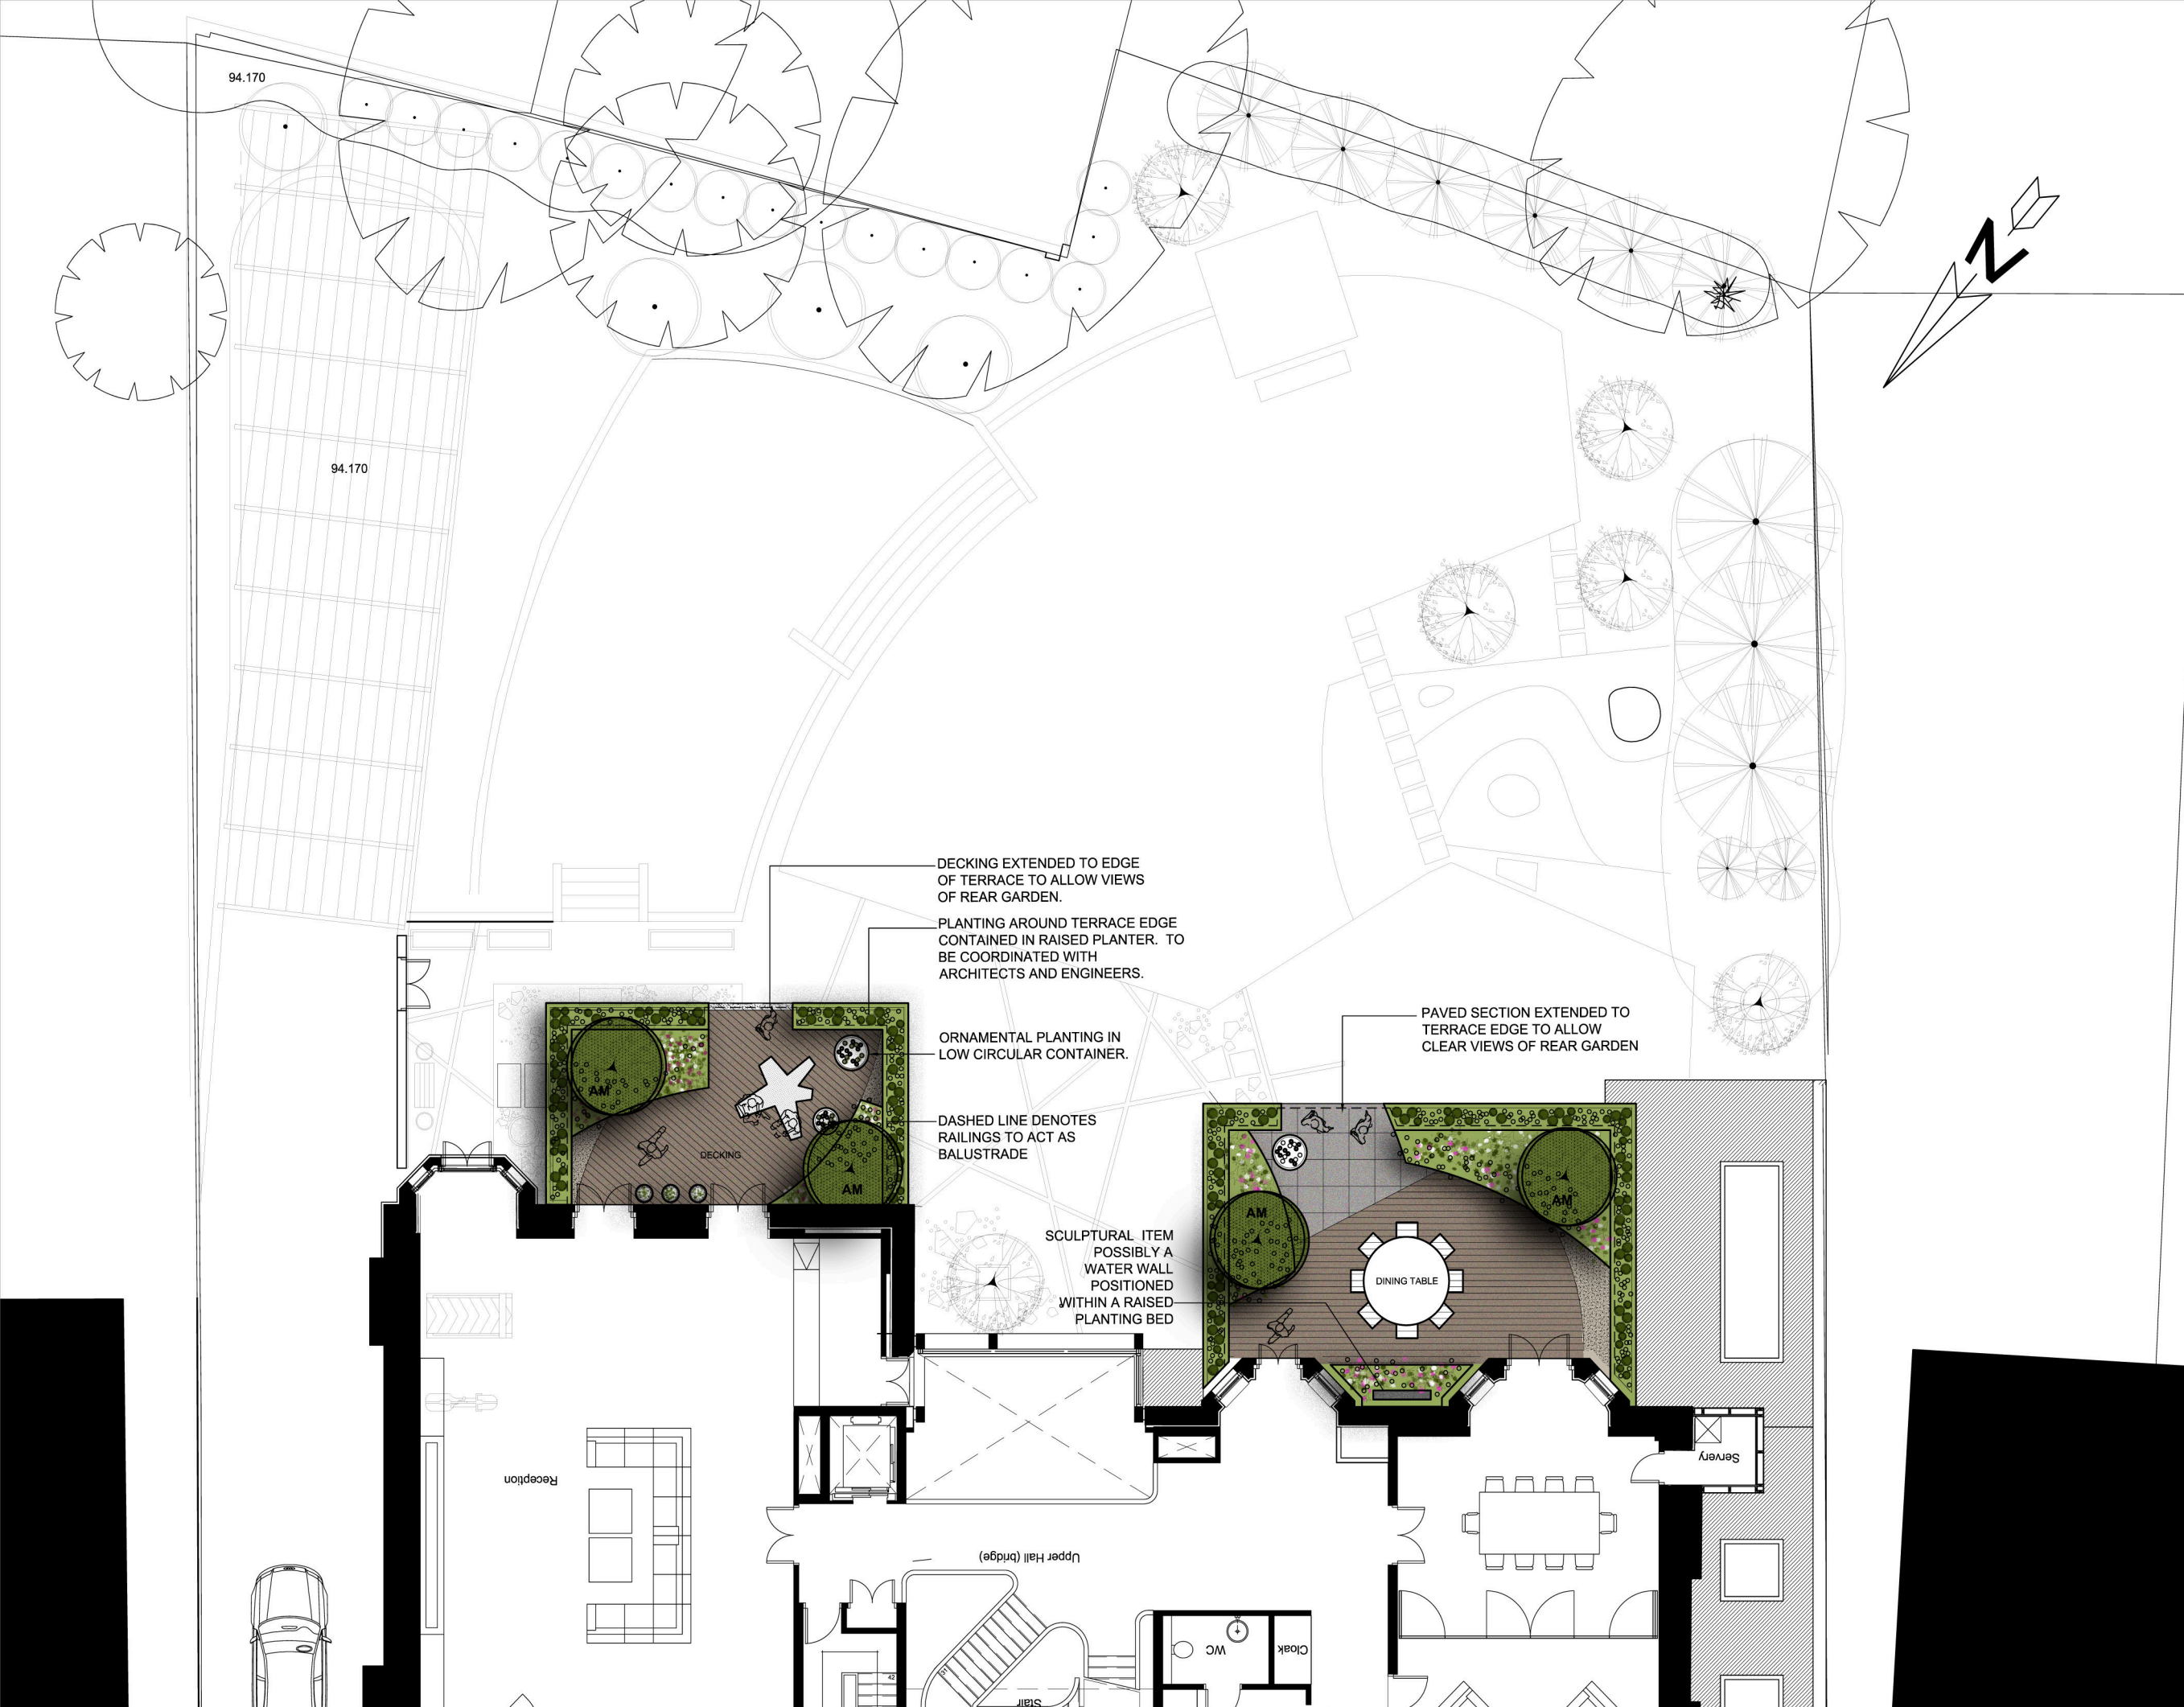 94.170
N
94.170
DECKING EXTENDED TO EDGE
OF TERRACE TO ALLOW VIEWS
OF REAR GARDEN.
PLANTING AROUND TERRACE EDGE
CONTAINED IN RAISED PLANTER. TO
BE COORDINATED WITH
ARCHITECTS AND ENGINEERS.
PAVED SECTION EXTENDED TO
TERRACE EDGE TO ALLOW
CLEAR VIEWS OF REAR GARDEN
ORNAMENTAL PLANTING IN
LOW CIRCULAR CONTAINER.
AM
DASHED LINE DENOTES
RAILINGS TO ACT AS
BALUSTRADE
DECKING
AM
AM
AM
SCULPTURAL ITEM
POSSIBLY A
WATER WALL
POSITIONED
WITHIN A RAISED
PLANTING BED
DINING TABLE
Servery
Reception
Upper Hall (bridge)
WC
Cloak
42
Stair